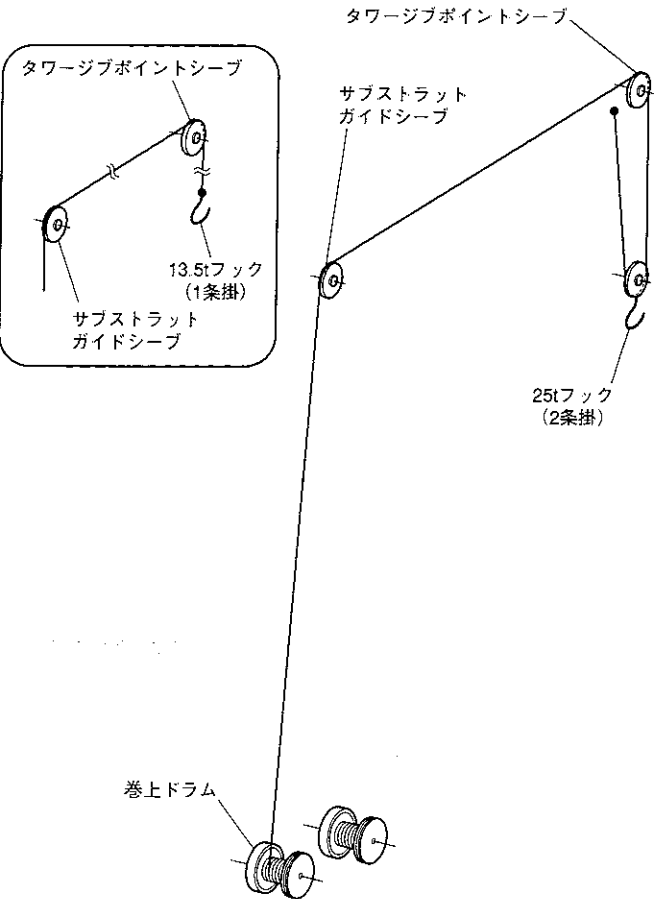 タワージブポイントシーブ
サブストラット
ガイドシーブ
13.5tフック
(1条掛)
タワージブポイントシーブ
サブストラット
ガイドシーブ
25tフック
(2条掛)
巻上ドラム